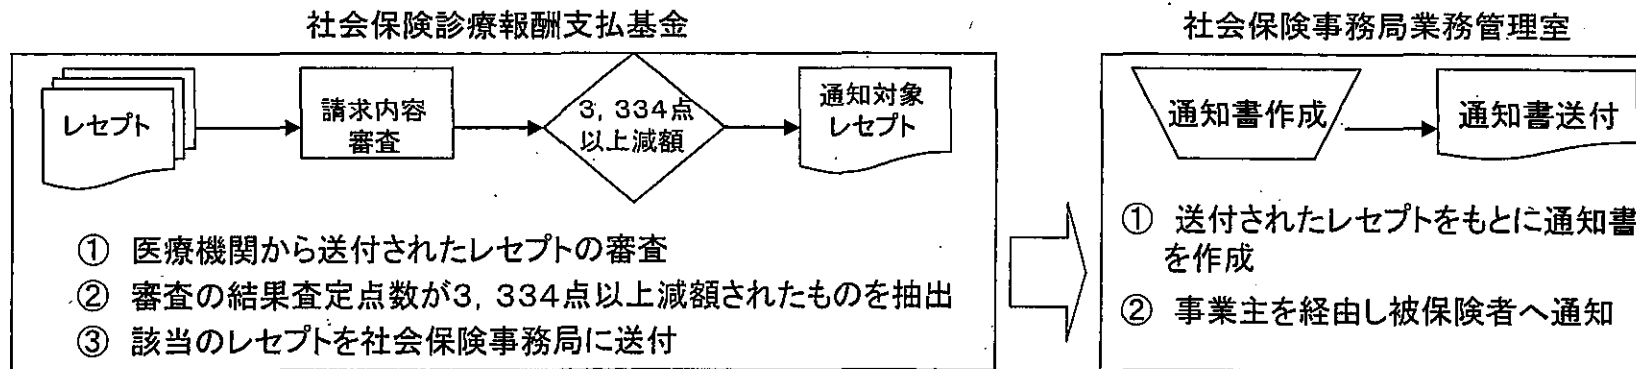 社会保険診療報酬支払基金
レセプト
請求内容
審査
3,334点
以上減額
通知対象
レセプト
① 医療機関から送付されたレセプトの審査
② 審査の結果査定点数が3,334点以上減額されたものを抽出
③ 該当のレセプトを社会保険事務局に送付
社会保険事務局業務管理室
通知書作成
通知書送付
① 送付されたレセプトをもとに通知書
を作成
② 事業主を経由し被保険者へ通知